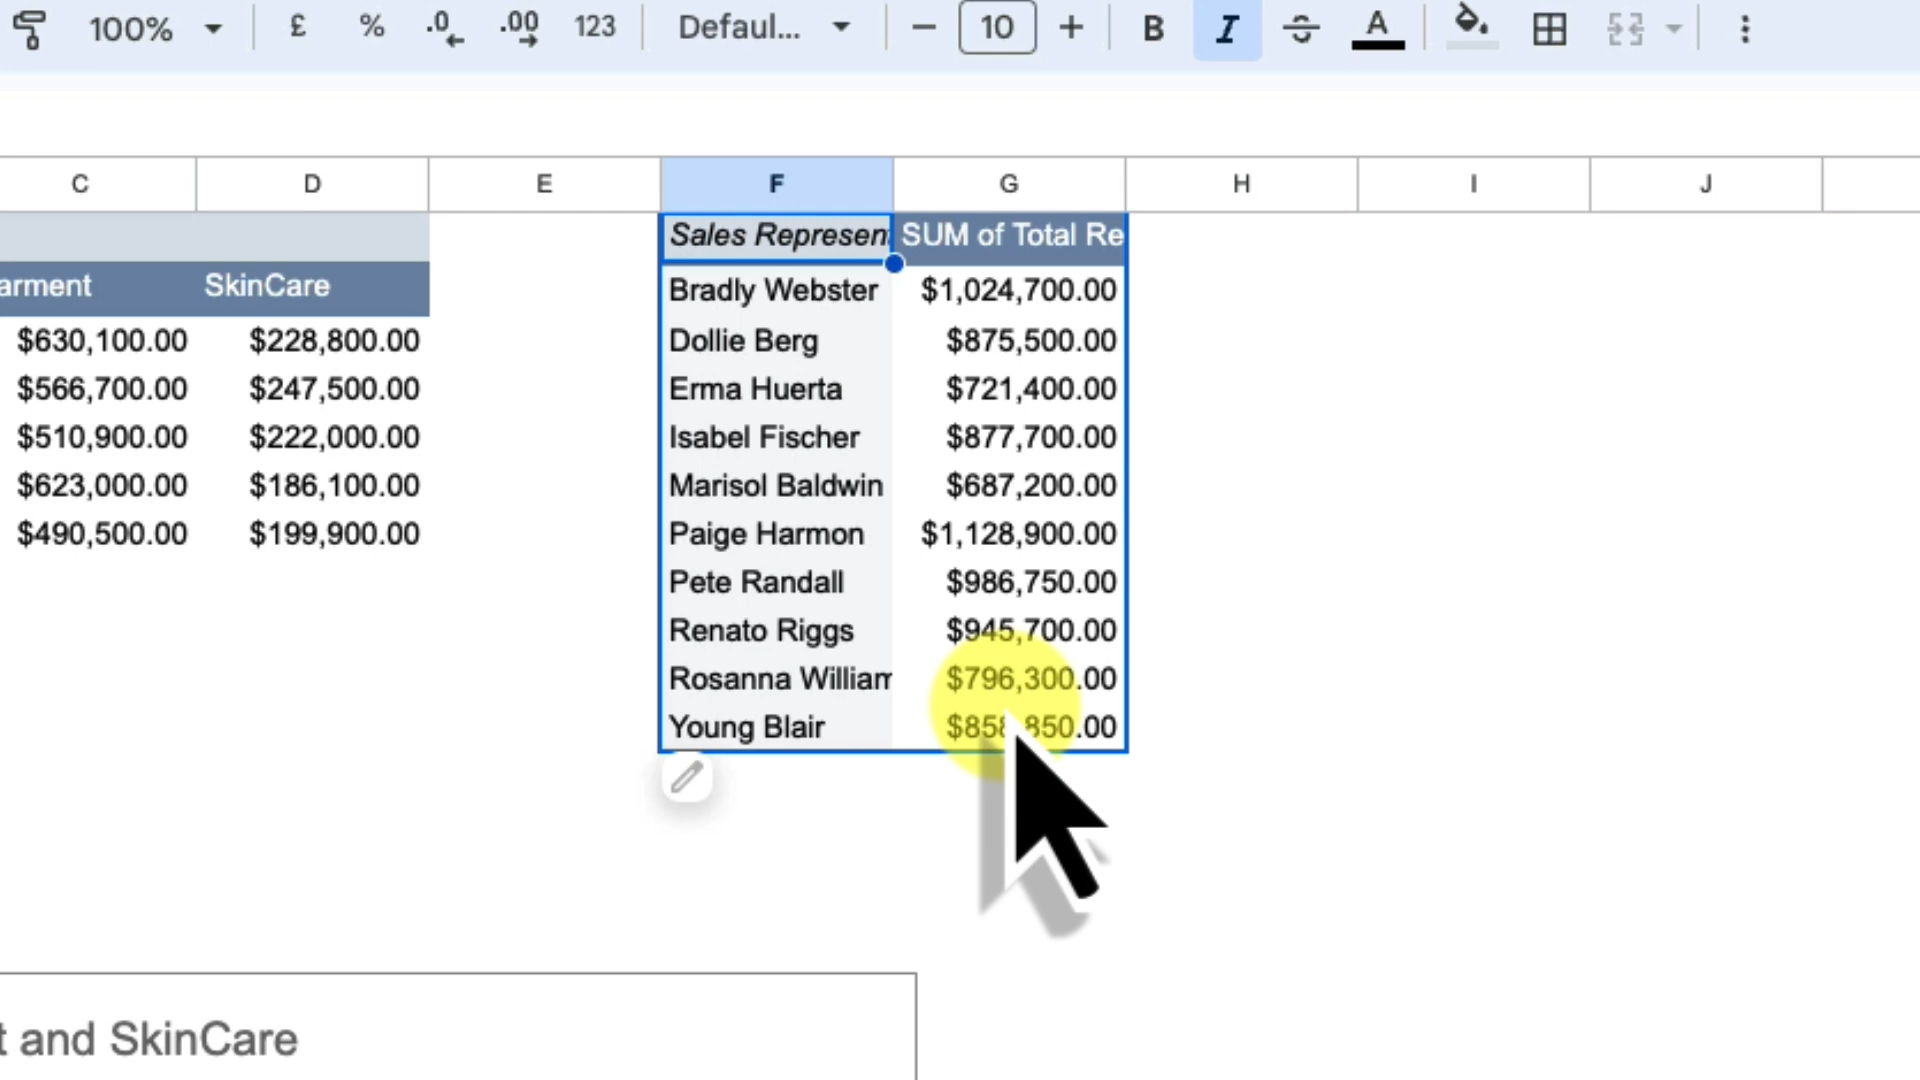 100% £ % .0 .00 123 Defaul... − 10 + B I A
C D E F G H I J
Sales Represen SUM of Total Re
arment SkinCare
Bradly Webster $1,024,700.00
$630,100.00 $228,800.00 Dollie Berg $875,500.00
$566,700.00 $247,500.00 Erma Huerta $721,400.00
$510,900.00 $222,000.00 Isabel Fischer $877,700.00
$623,000.00 $186,100.00 Marisol Baldwin $687,200.00
$490,500.00 $199,900.00 Paige Harmon $1,128,900.00
Pete Randall $986,750.00
Renato Riggs $945,700.00
Rosanna William $796,300.00
Young Blair $858,850.00
t and SkinCare